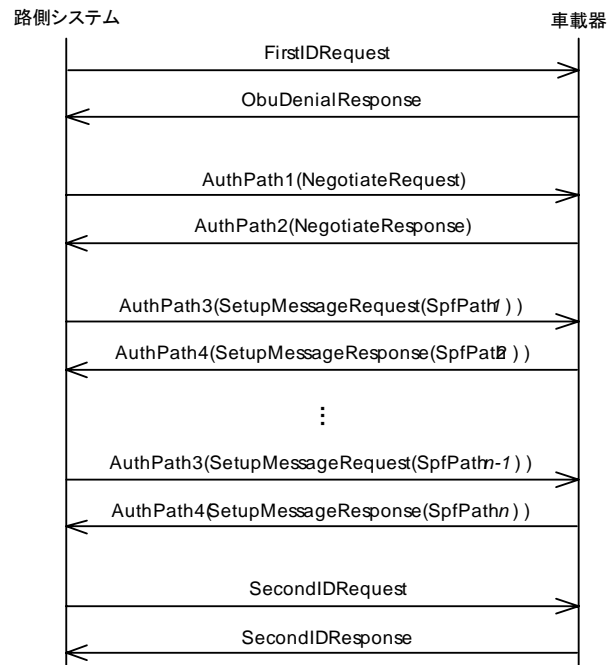 路側システム
車載器
FirstIDRequest
ObuDenialResponse
AuthPath1(NegotiateRequest)
AuthPath2(NegotiateResponse)
AuthPath3(SetupMessageRequest(SpfPath1))
AuthPath4(SetupMessageResponse(SpfPath2))
⋮
AuthPath3(SetupMessageRequest(SpfPathn-1))
AuthPath4(SetupMessageResponse(SpfPathn))
SecondIDRequest
SecondIDResponse